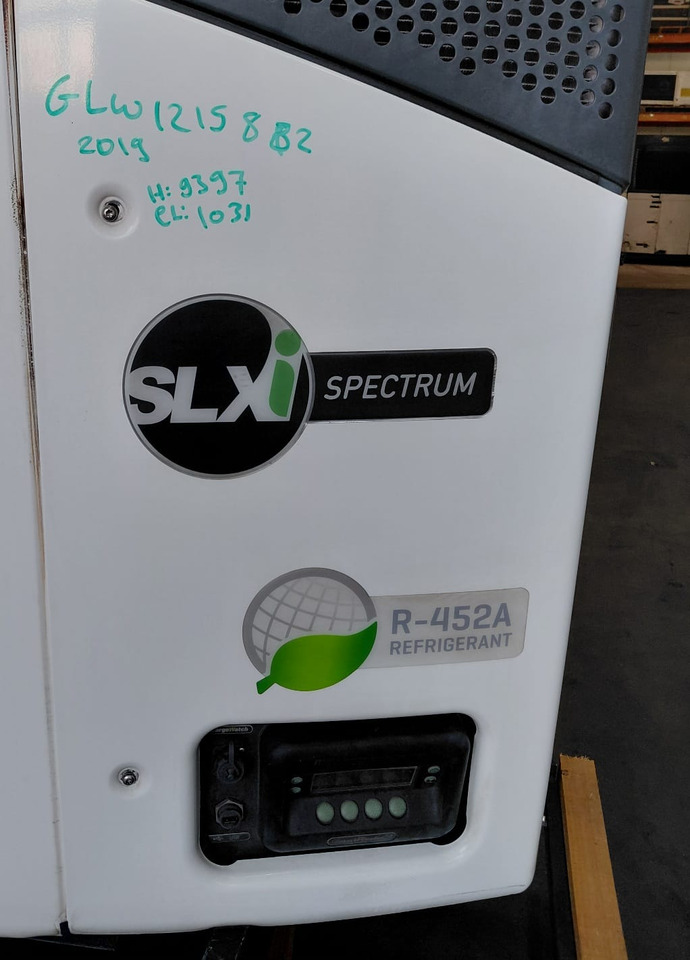 GLW1215882
2019
H: 9397
EL: 1031
SLXi SPECTRUM
R-452A
REFRIGERANT